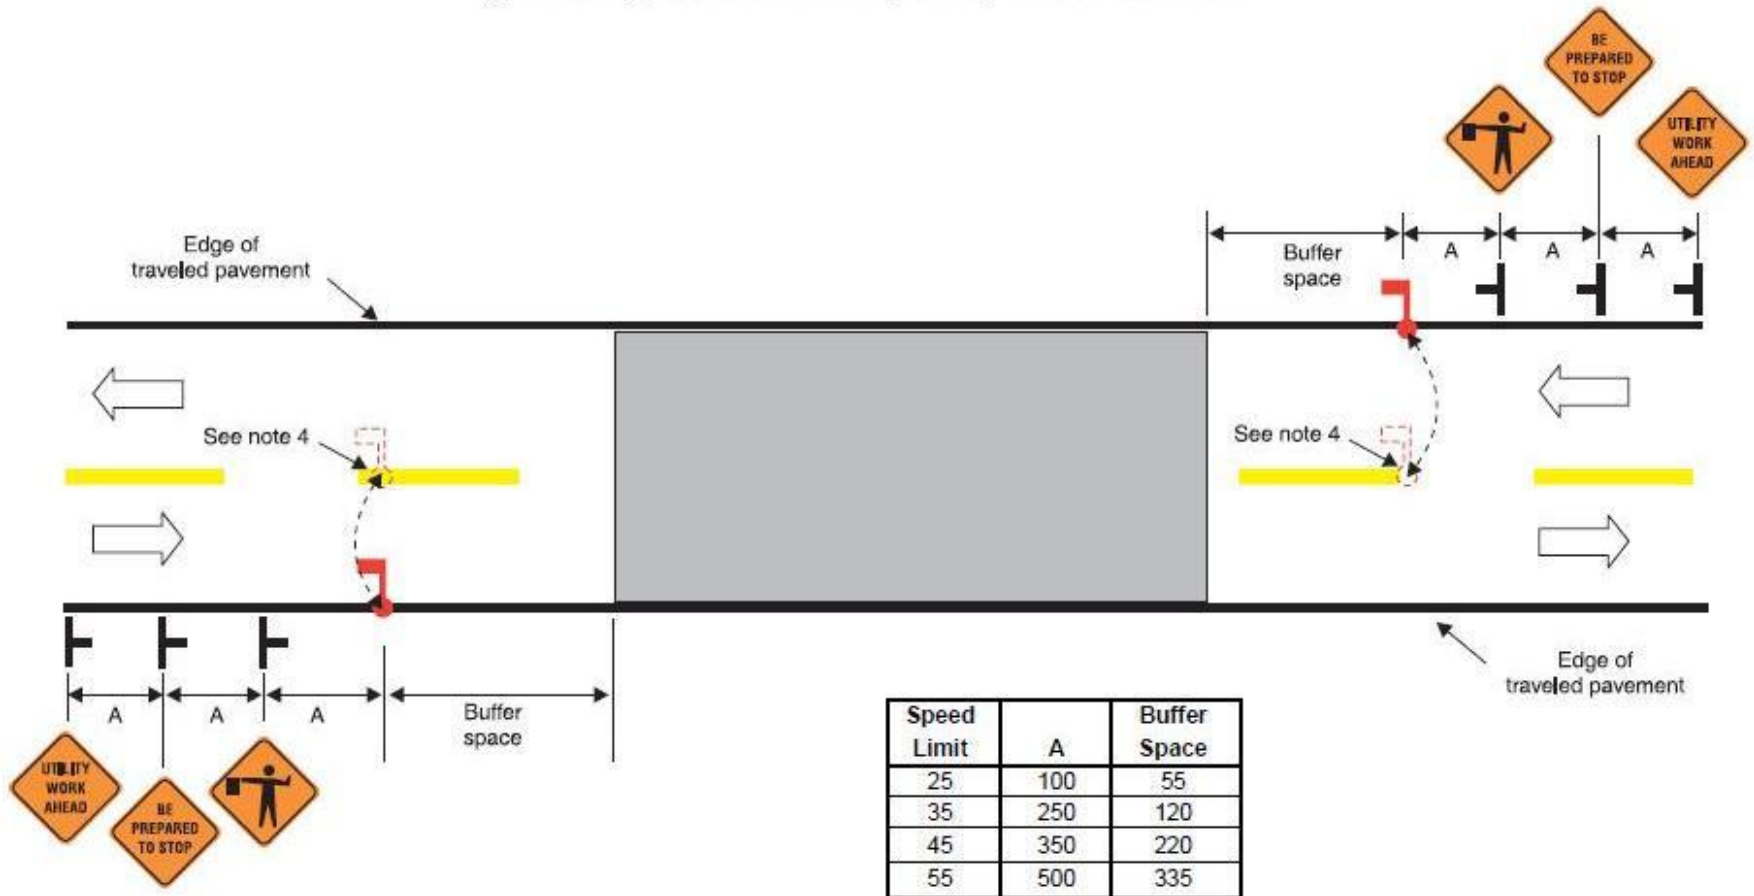 BE
PREPARED
TO STOP
UTILITY
WORK
AHEAD
Edge of
traveled pavement
Buffer
space
A
A
A
See note 4
See note 4
Edge of
traveled pavement
A
A
A
Buffer
space
UTILITY
WORK
AHEAD
BE
PREPARED
TO STOP
Speed Limit A Buffer Space
25 100 55
35 250 120
45 350 220
55 500 335